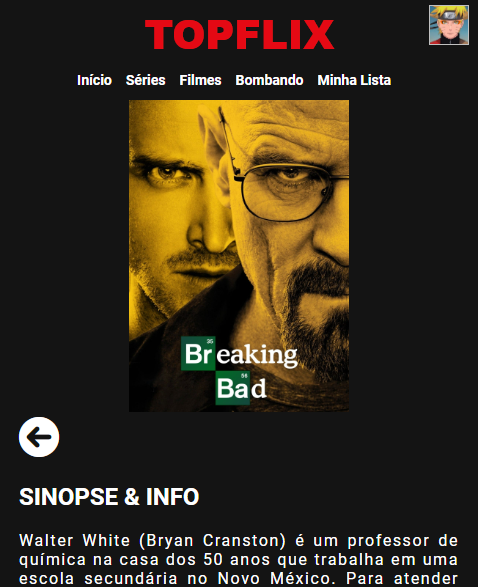 TOPFLIX
Início Séries Filmes Bombando Minha Lista
35
Breaking
56
Bad
SINOPSE & INFO
Walter White (Bryan Cranston) é um professor de
química na casa dos 50 anos que trabalha em uma
escola secundária no Novo México. Para atender